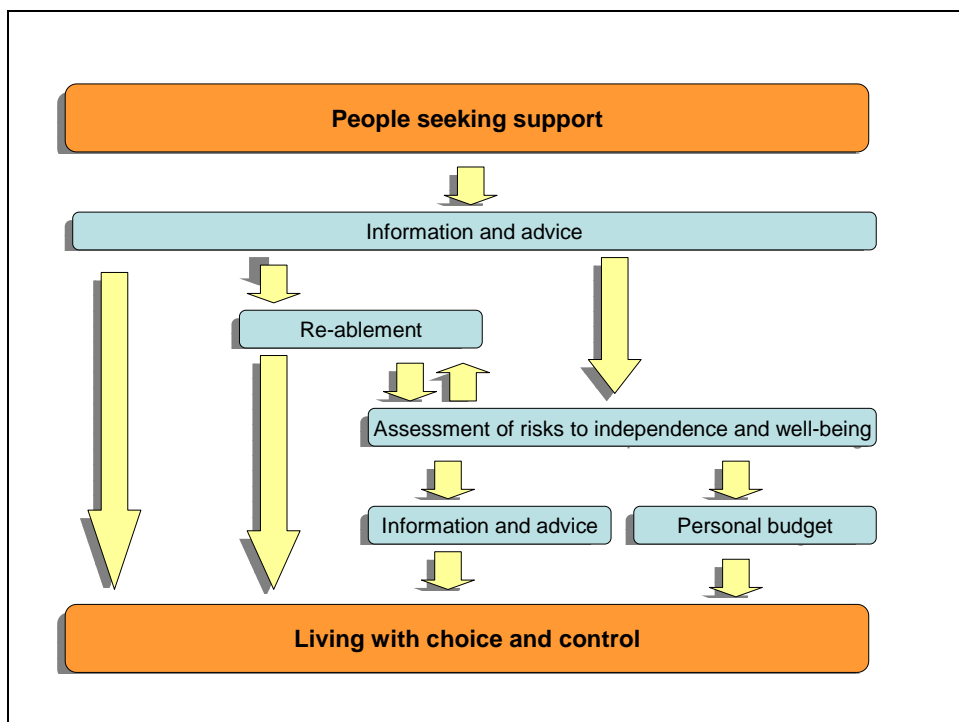 People seeking support
Information and advice
Re-ablement
Assessment of risks to independence and well-being
Information and advice
Personal budget
Living with choice and control